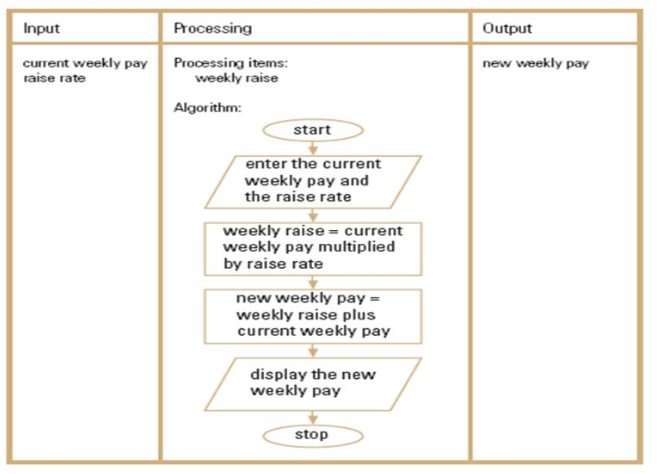 Input
Processing
Output
current weekly pay
raise rate
Processing items:
weekly raise
Algorithm:
start
enter the current
weekly pay and
the raise rate
weekly raise = current
weekly pay multiplied
by raise rate
new weekly pay =
weekly raise plus
current weekly pay
display the new
weekly pay
stop
new weekly pay